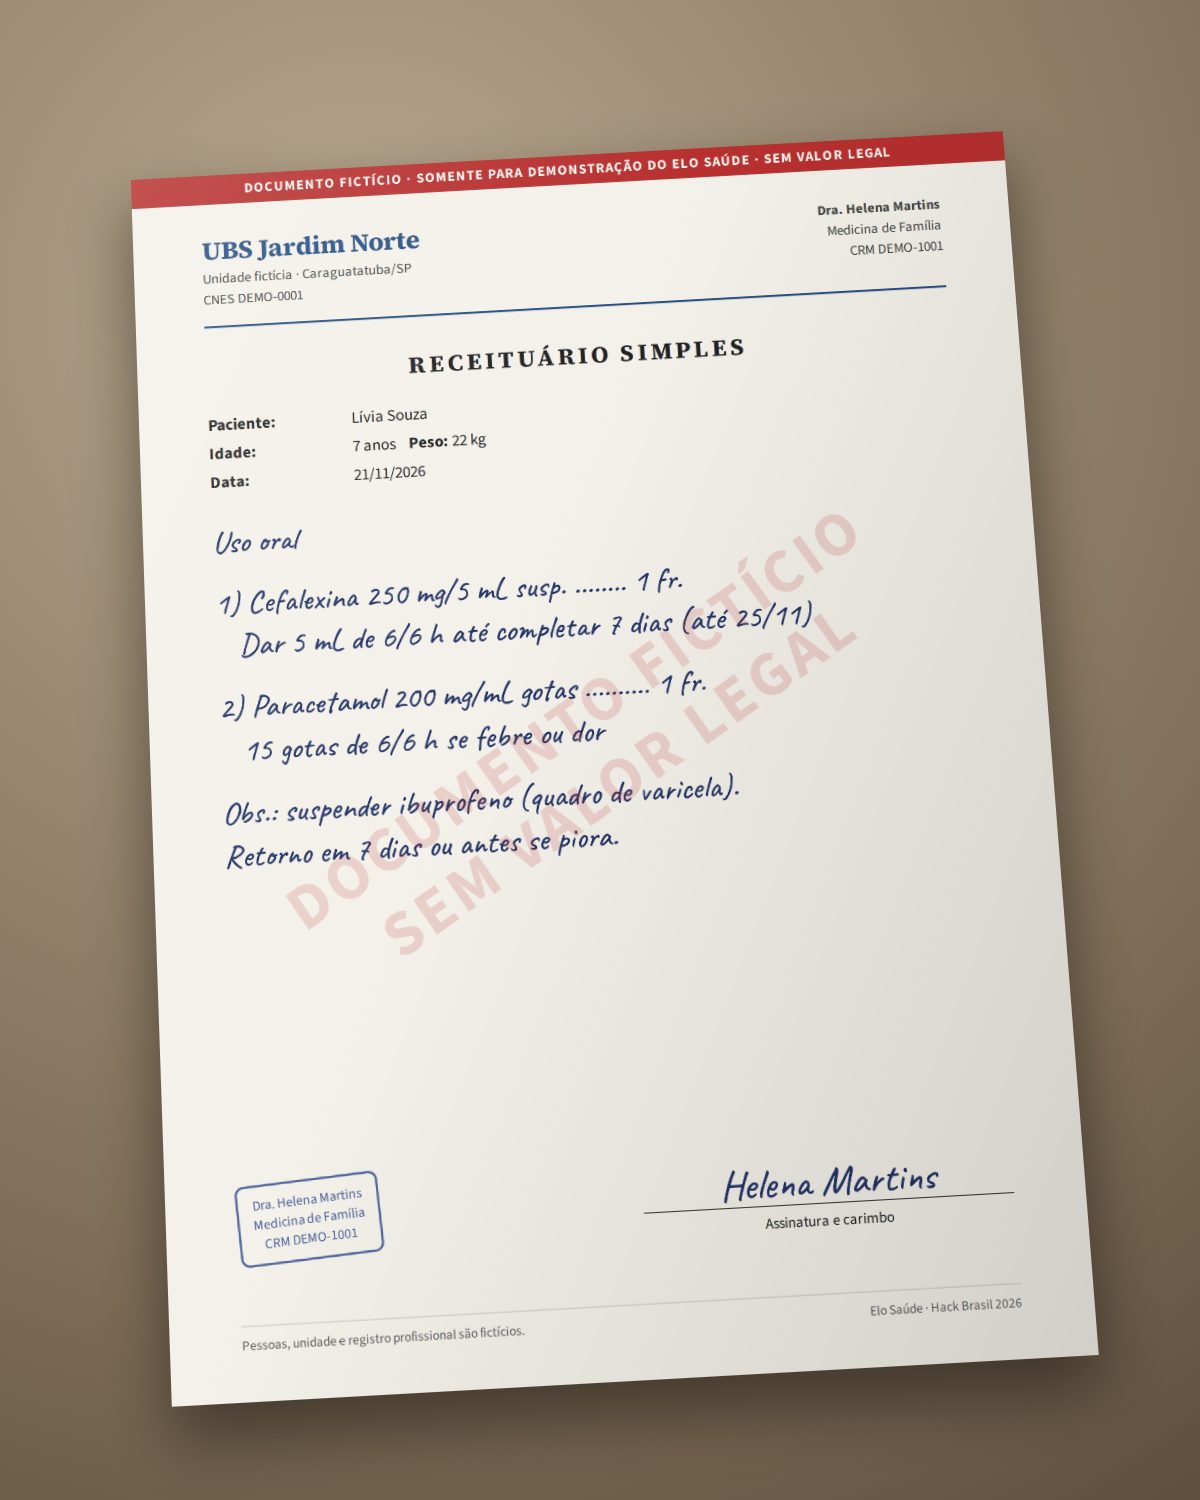 DOCUMENTO FICTÍCIO · SOMENTE PARA DEMONSTRAÇÃO DO ELO SAÚDE · SEM VALOR LEGAL
UBS Jardim Norte
Unidade fictícia · Caraguatatuba/SP
CNES DEMO-0001
Dra. Helena Martins
Medicina de Família
CRM DEMO-1001
RECEITUÁRIO SIMPLES
Paciente: Lívia Souza
Idade: 7 anos Peso: 22 kg
Data: 21/11/2026
Uso oral
1) Cefalexina 250 mg/5 mL susp. ........ 1 fr.
Dar 5 mL de 6/6 h até completar 7 dias (até 25/11)
2) Paracetamol 200 mg/mL gotas .......... 1 fr.
15 gotas de 6/6 h se febre ou dor
Obs.: suspender ibuprofeno (quadro de varicela).
Retorno em 7 dias ou antes se piora.
DOCUMENTO FICTÍCIO
SEM VALOR LEGAL
Dra. Helena Martins
Medicina de Família
CRM DEMO-1001
Helena Martins
Assinatura e carimbo
Pessoas, unidade e registro profissional são fictícios.
Elo Saúde · Hack Brasil 2026